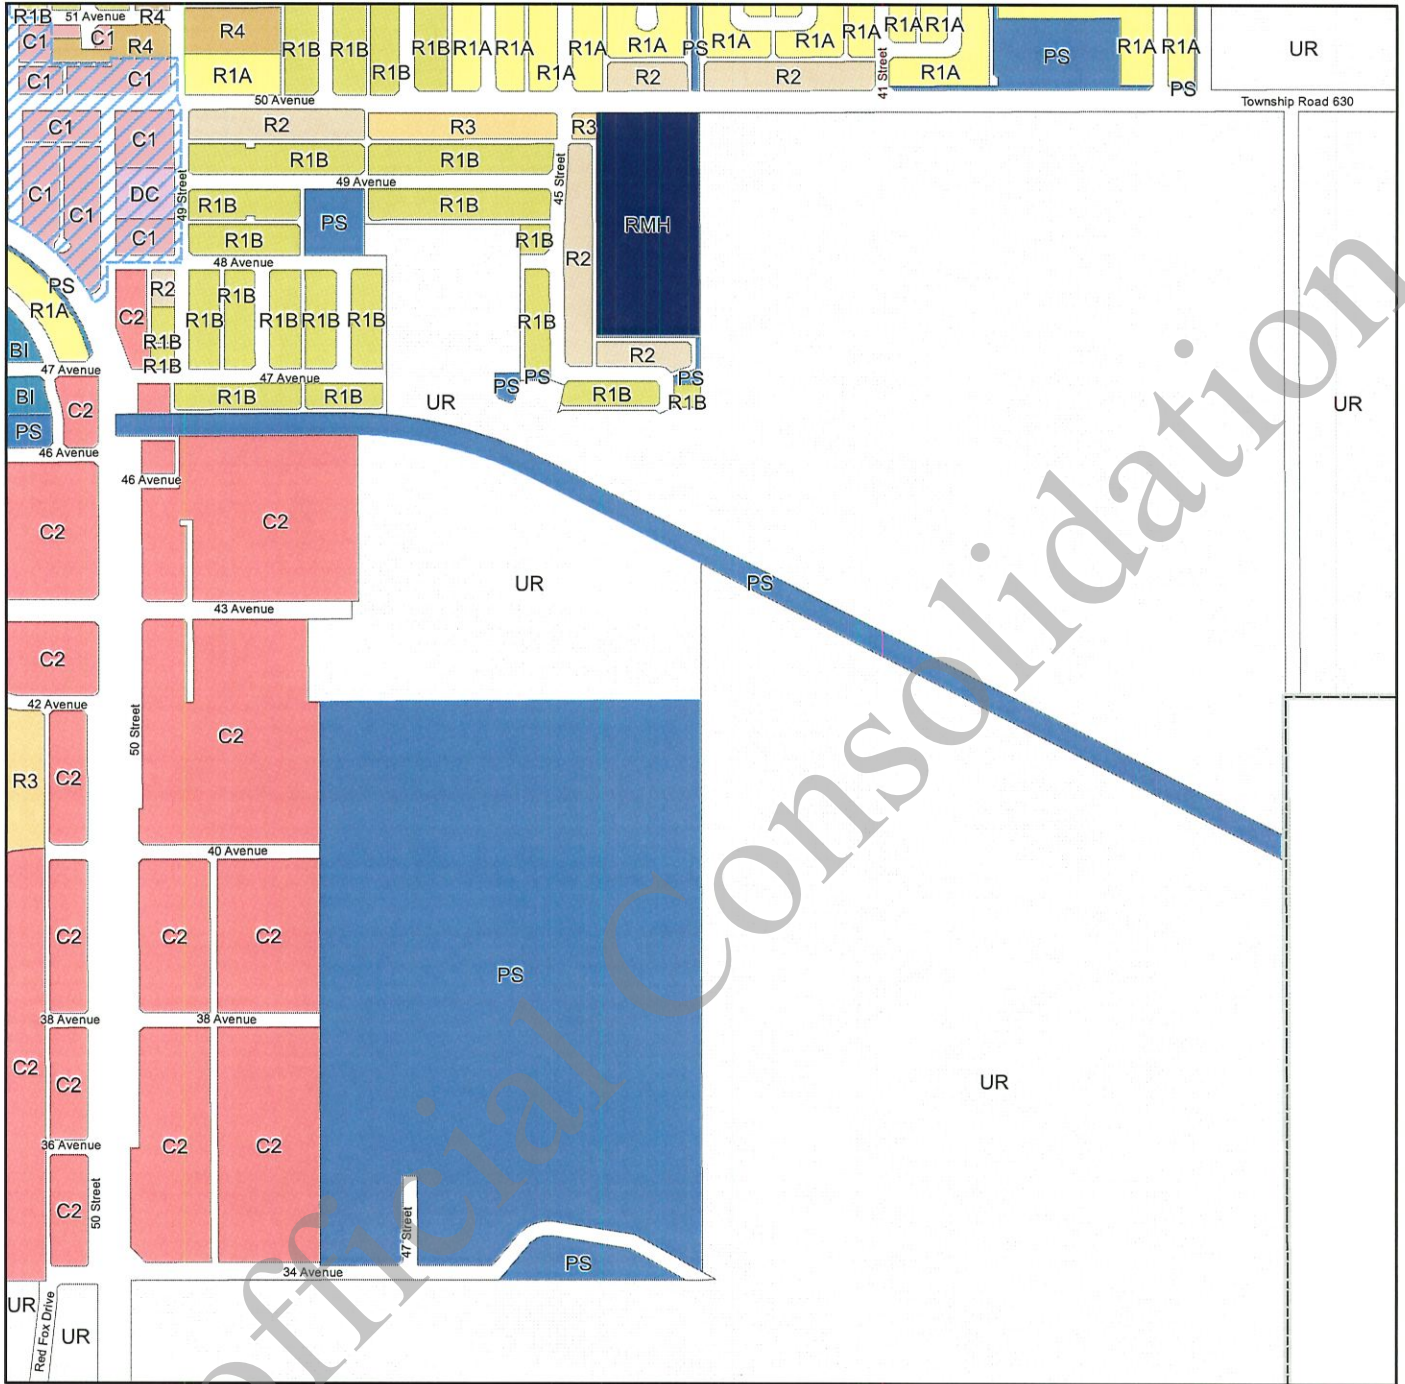 51 Avenue
R1B
R4
C1
C1
R4
C1
C1
R4
R1A
R1B
R1B
R1B
R1B
R1A
R1A
R1A
R1A
R1A
R2
PS
R1A
R1A
R1A
R2
41 Street
R1A
R1A
R1A
PS
R1A
R1A
PS
UR
50 Avenue
Township Road 630
C1
C1
R2
R3
R3
R1B
R1B
45 Street
49 Avenue
49 Street
C1
C1
DC
C1
R1B
PS
R1B
R1B
48 Avenue
R1B
R2
RMH
PS
R1A
BI
C2
R2
R1B
R1B
R1B
R1B
R1B
R1B
R1B
R1B
R2
47 Avenue
47 Avenue
BI
PS
C2
R1B
R1B
UR
PS
PS
R1B
PS
R1B
UR
46 Avenue
46 Avenue
C2
C2
UR
PS
43 Avenue
C2
42 Avenue
50 Street
C2
R3
C2
40 Avenue
C2
C2
C2
PS
38 Avenue
38 Avenue
C2
C2
UR
36 Avenue
C2
C2
C2
50 Street
47 Street
PS
34 Avenue
UR
Red Fox Drive
UR
official Consolidation